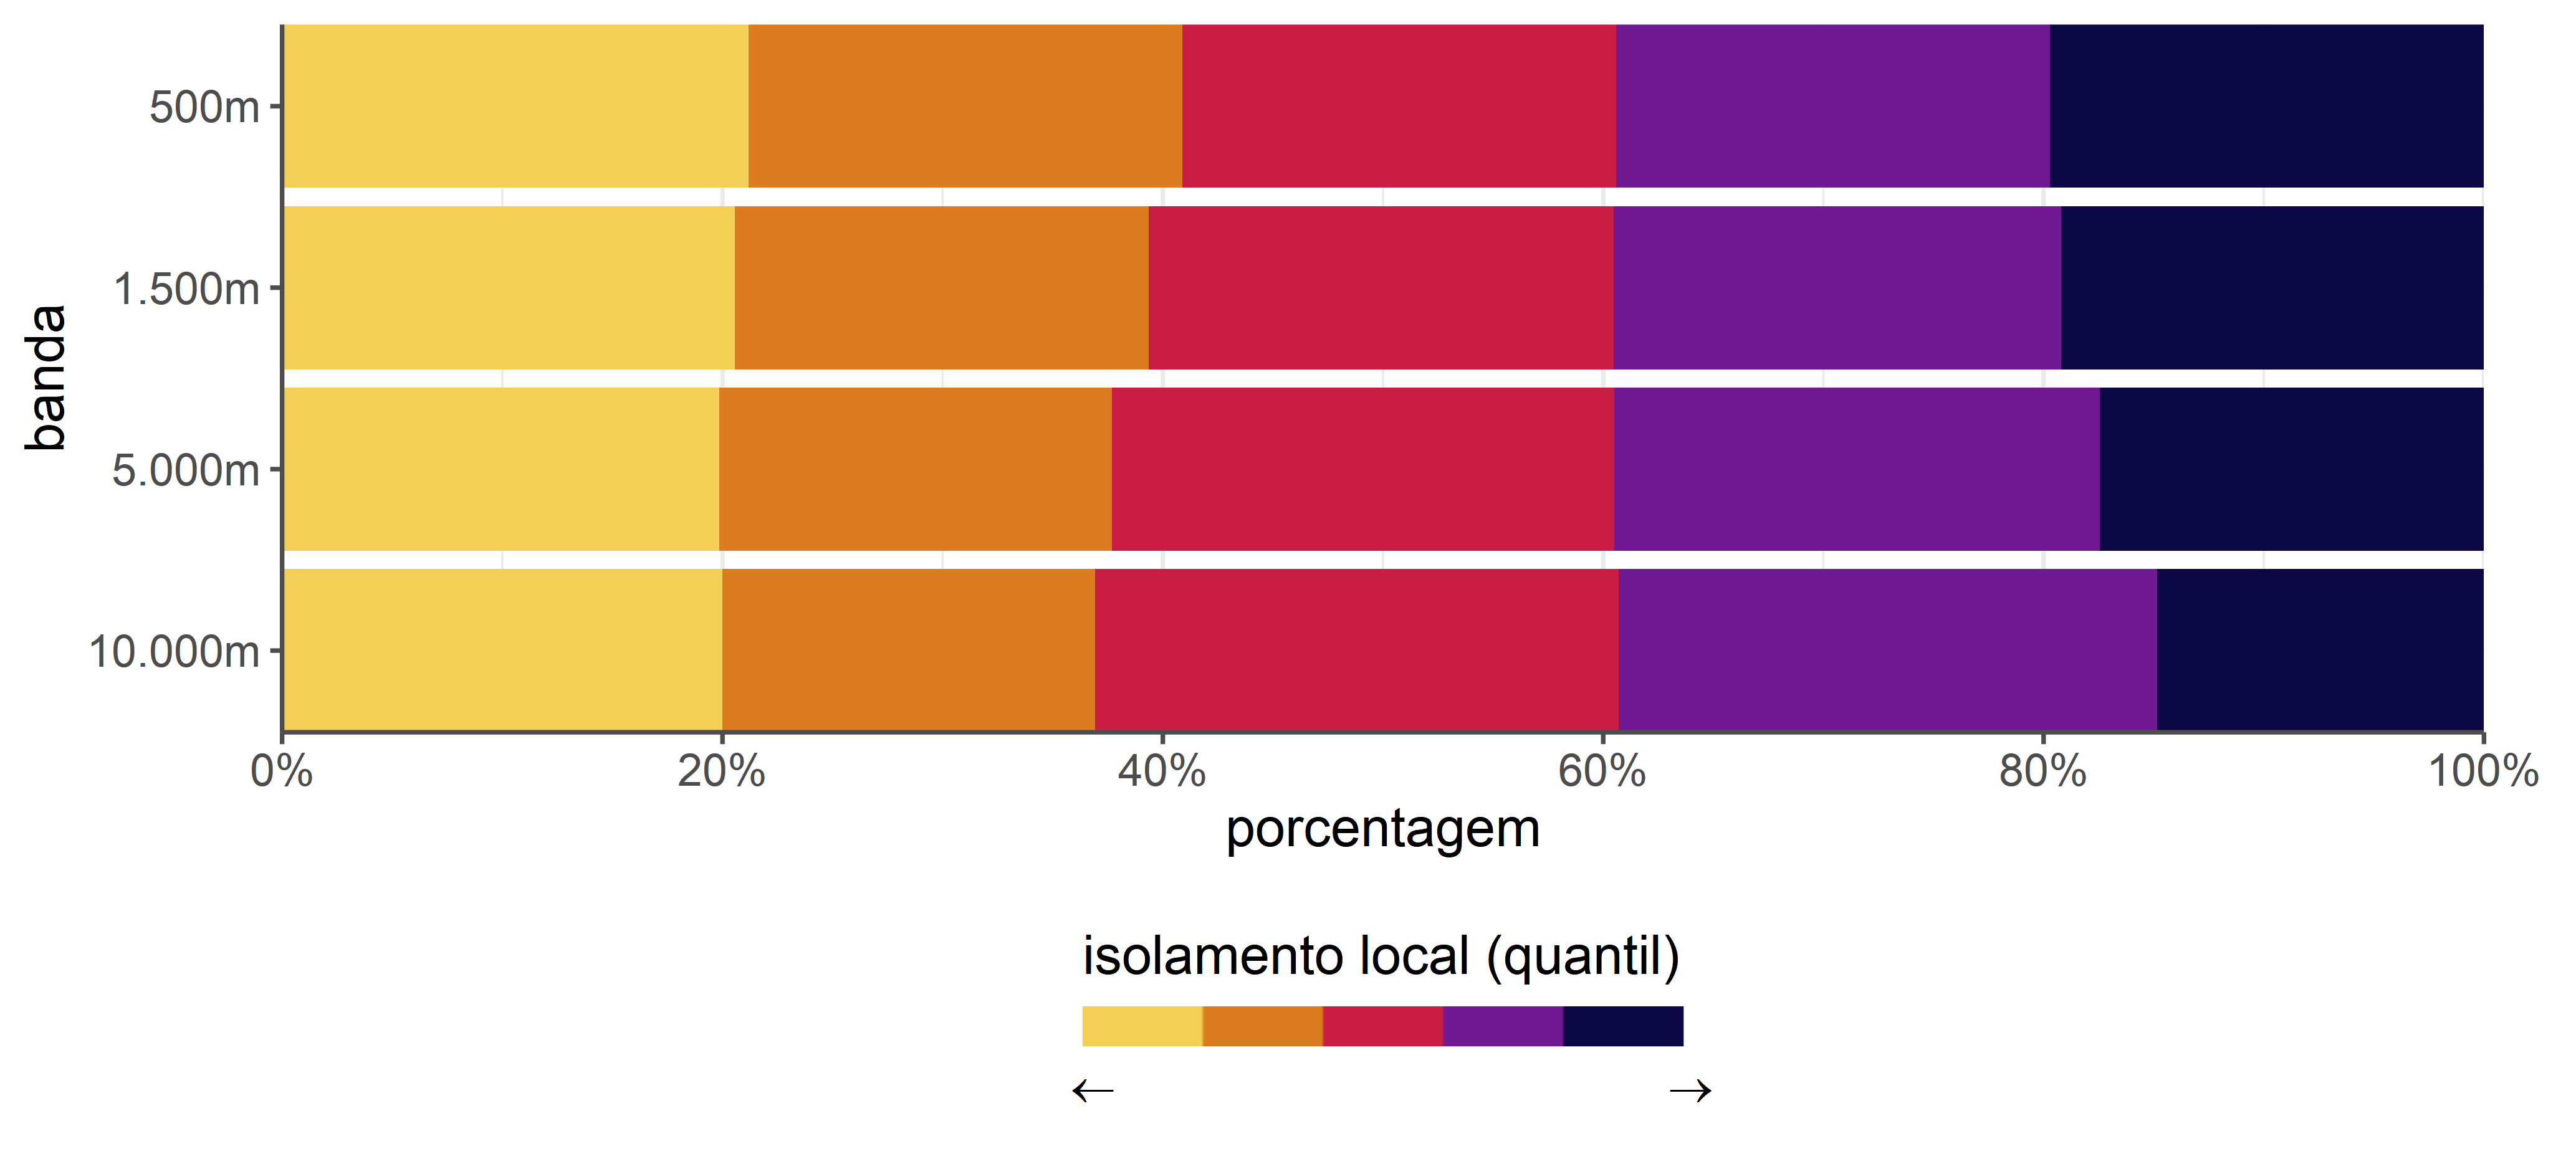 banda
500m
1.500m
5.000m
10.000m
0% 20% 40% 60% 80% 100%
porcentagem
isolamento local (quantil)
← →